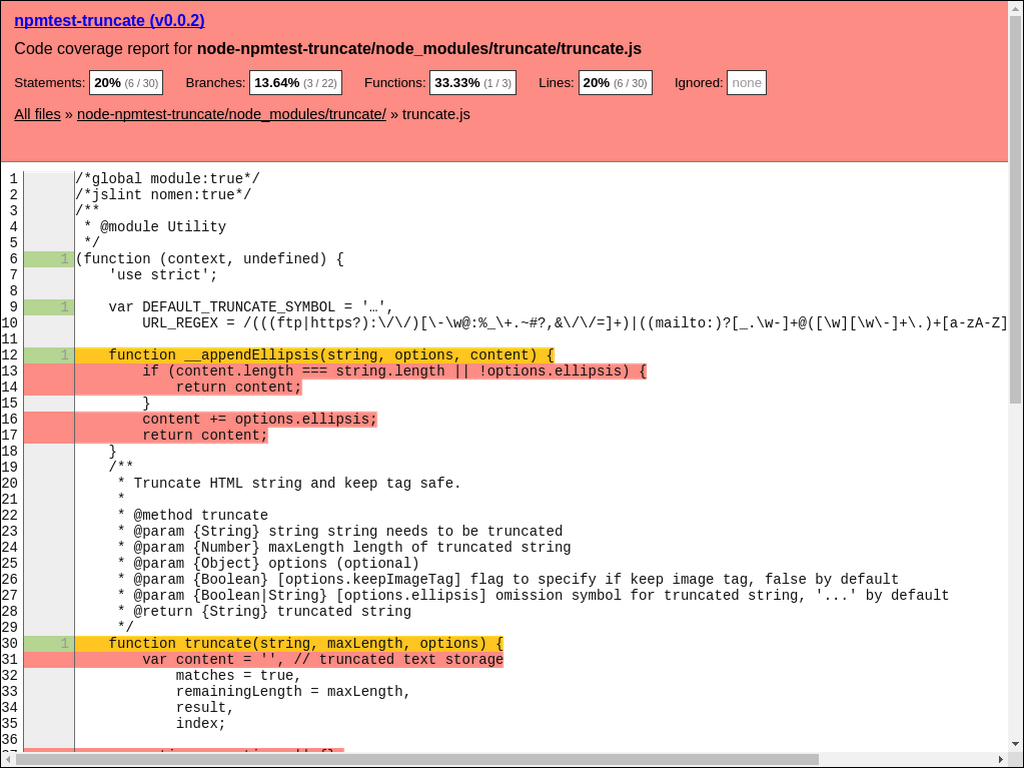 npmtest-truncate (v0.0.2)
Code coverage report for node-npmtest-truncate/node_modules/truncate/truncate.js
Statements: 20% (6 / 30) Branches: 13.64% (3 / 22) Functions: 33.33% (1 / 3) Lines: 20% (6 / 30) Ignored: none
All files » node-npmtest-truncate/node_modules/truncate/ » truncate.js
1 /*global module:true*/
2 /*jslint nomen:true*/
3 /**
4  * @module Utility
5  */
6 1 (function (context, undefined) {
7     'use strict';
8
9 1     var DEFAULT_TRUNCATE_SYMBOL = '…',
10         URL_REGEX = /(((ftp|https?):\/\/)[\-\w@:%_\+.~#?,&\/\/=]+)|((mailto:)?[_.\w-]+@([\w][\w\-]+\.)+[a-zA-Z]
11
12 1     function __appendEllipsis(string, options, content) {
13         if (content.length === string.length || !options.ellipsis) {
14             return content;
15         }
16         content += options.ellipsis;
17         return content;
18     }
19     /**
20      * Truncate HTML string and keep tag safe.
21      *
22      * @method truncate
23      * @param {String} string string needs to be truncated
24      * @param {Number} maxLength length of truncated string
25      * @param {Object} options (optional)
26      * @param {Boolean} [options.keepImageTag] flag to specify if keep image tag, false by default
27      * @param {Boolean|String} [options.ellipsis] omission symbol for truncated string, '...' by default
28      * @return {String} truncated string
29      */
30 1     function truncate(string, maxLength, options) {
31         var content = '', // truncated text storage
32             matches = true,
33             remainingLength = maxLength,
34             result,
35             index;
36